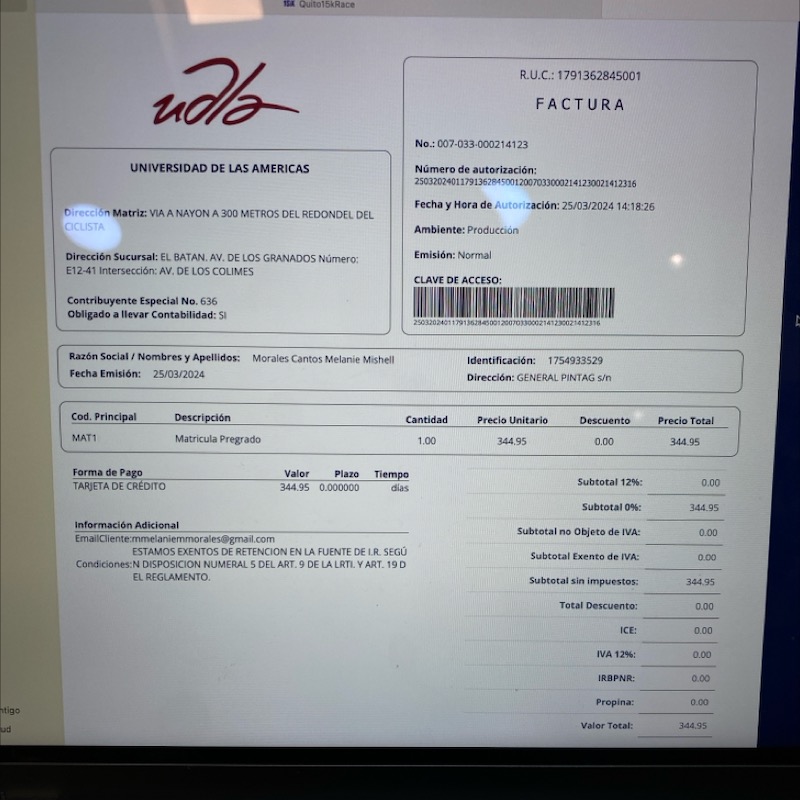 15K Quito15kRace
udla
R.U.C.: 1791362845001
FACTURA
No.: 007-033-000214123
Número de autorización:
2503202401179136284500120070330002141230021412316
Fecha y Hora de Autorización: 25/03/2024 14:18:26
Ambiente: Producción
Emisión: Normal
CLAVE DE ACCESO:
2503202401179136284500120070330002141230021412316
UNIVERSIDAD DE LAS AMERICAS
Dirección Matriz: VIA A NAYON A 300 METROS DEL REDONDEL DEL
CICLISTA
Dirección Sucursal: EL BATAN. AV. DE LOS GRANADOS Número:
E12-41 Intersección: AV. DE LOS COLIMES
Contribuyente Especial No. 636
Obligado a llevar Contabilidad: SI
Razón Social / Nombres y Apellidos: Morales Cantos Melanie Mishell Identificación: 1754933529
Fecha Emisión: 25/03/2024 Dirección: GENERAL PINTAG s/n
Cod. Principal Descripción Cantidad Precio Unitario Descuento Precio Total
MAT1 Matricula Pregrado 1.00 344.95 0.00 344.95
Forma de Pago Valor Plazo Tiempo
TARJETA DE CRÉDITO 344.95 0.000000 días
Información Adicional
EmailCliente:mmelaniemmorales@gmail.com
ESTAMOS EXENTOS DE RETENCION EN LA FUENTE DE I.R. SEGÚ
Condiciones:N DISPOSICION NUMERAL 5 DEL ART. 9 DE LA LRTI. Y ART. 19 D
EL REGLAMENTO.
Subtotal 12%: 0.00
Subtotal 0%: 344.95
Subtotal no Objeto de IVA: 0.00
Subtotal Exento de IVA: 0.00
Subtotal sin impuestos: 344.95
Total Descuento: 0.00
ICE: 0.00
IVA 12%: 0.00
IRBPNR: 0.00
Propina: 0.00
Valor Total: 344.95
ntigo
ud